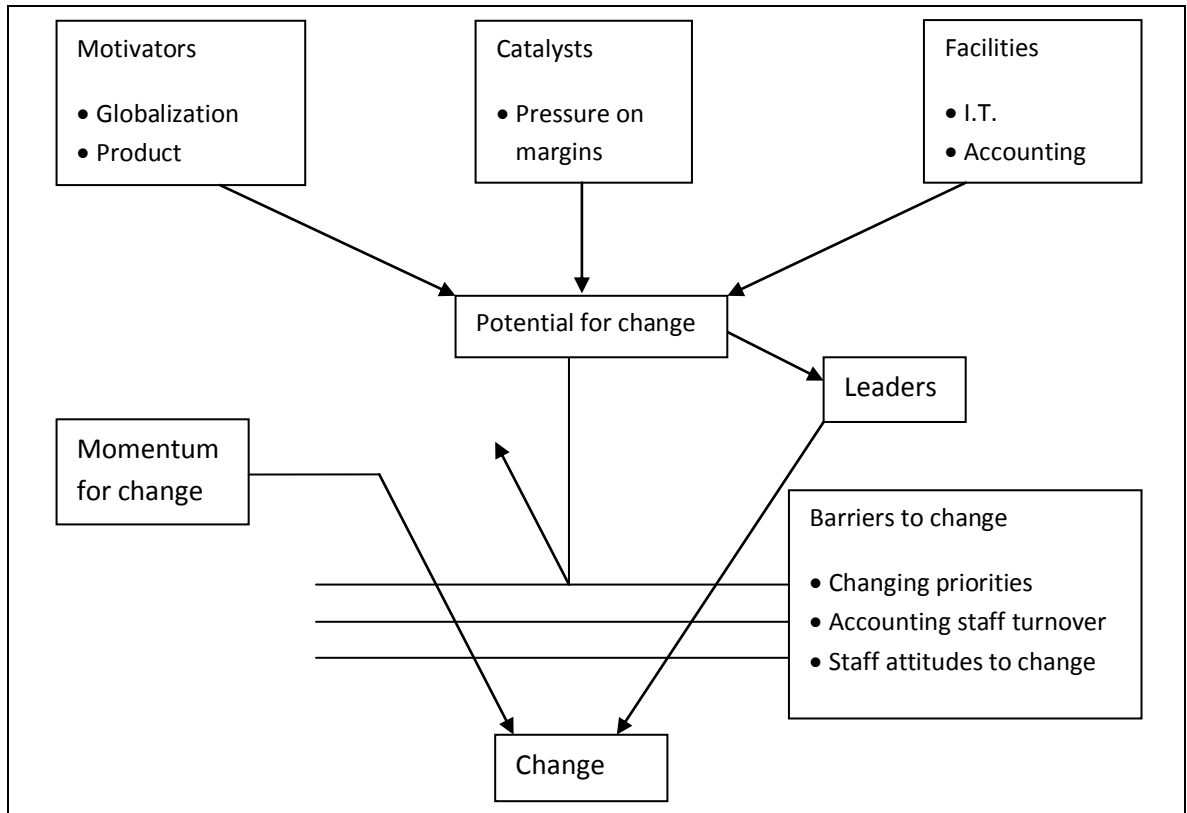 Motivators
• Globalization
• Product
Catalysts
• Pressure on
margins
Facilities
• I.T.
• Accounting
Potential for change
Leaders
Momentum
for change
Barriers to change
• Changing priorities
• Accounting staff turnover
• Staff attitudes to change
Change